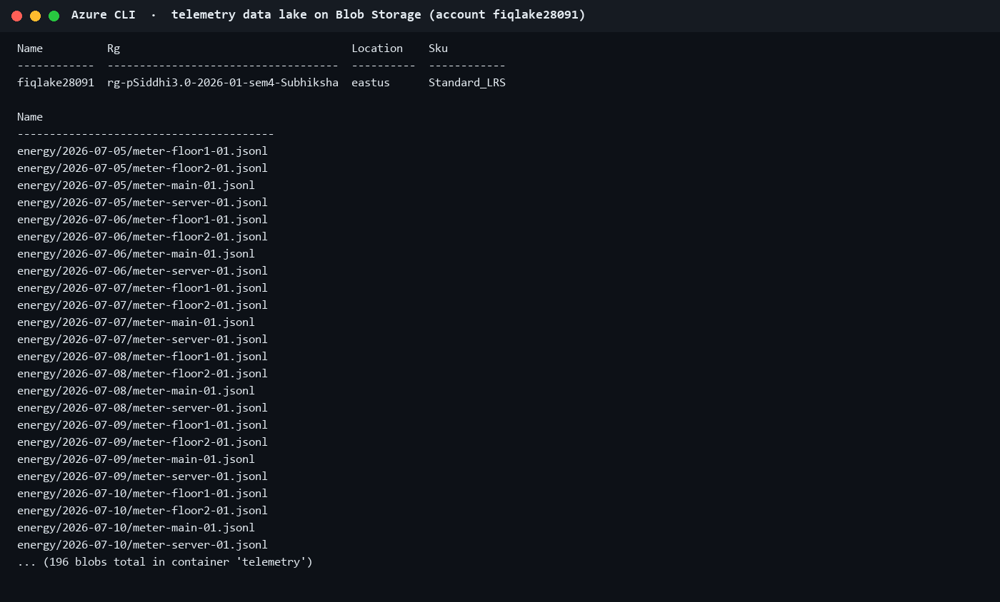 Azure CLI · telemetry data lake on Blob Storage (account fiqlake28091)
Name Rg Location Sku
------------ ------------------------------------ ---------- ------------
fiqlake28091 rg-pSiddhi3.0-2026-01-sem4-Subhiksha eastus Standard_LRS
Name
----------------------------------------
energy/2026-07-05/meter-floor1-01.jsonl
energy/2026-07-05/meter-floor2-01.jsonl
energy/2026-07-05/meter-main-01.jsonl
energy/2026-07-05/meter-server-01.jsonl
energy/2026-07-06/meter-floor1-01.jsonl
energy/2026-07-06/meter-floor2-01.jsonl
energy/2026-07-06/meter-main-01.jsonl
energy/2026-07-06/meter-server-01.jsonl
energy/2026-07-07/meter-floor1-01.jsonl
energy/2026-07-07/meter-floor2-01.jsonl
energy/2026-07-07/meter-main-01.jsonl
energy/2026-07-07/meter-server-01.jsonl
energy/2026-07-08/meter-floor1-01.jsonl
energy/2026-07-08/meter-floor2-01.jsonl
energy/2026-07-08/meter-main-01.jsonl
energy/2026-07-08/meter-server-01.jsonl
energy/2026-07-09/meter-floor1-01.jsonl
energy/2026-07-09/meter-floor2-01.jsonl
energy/2026-07-09/meter-main-01.jsonl
energy/2026-07-09/meter-server-01.jsonl
energy/2026-07-10/meter-floor1-01.jsonl
energy/2026-07-10/meter-floor2-01.jsonl
energy/2026-07-10/meter-main-01.jsonl
energy/2026-07-10/meter-server-01.jsonl
... (196 blobs total in container 'telemetry')